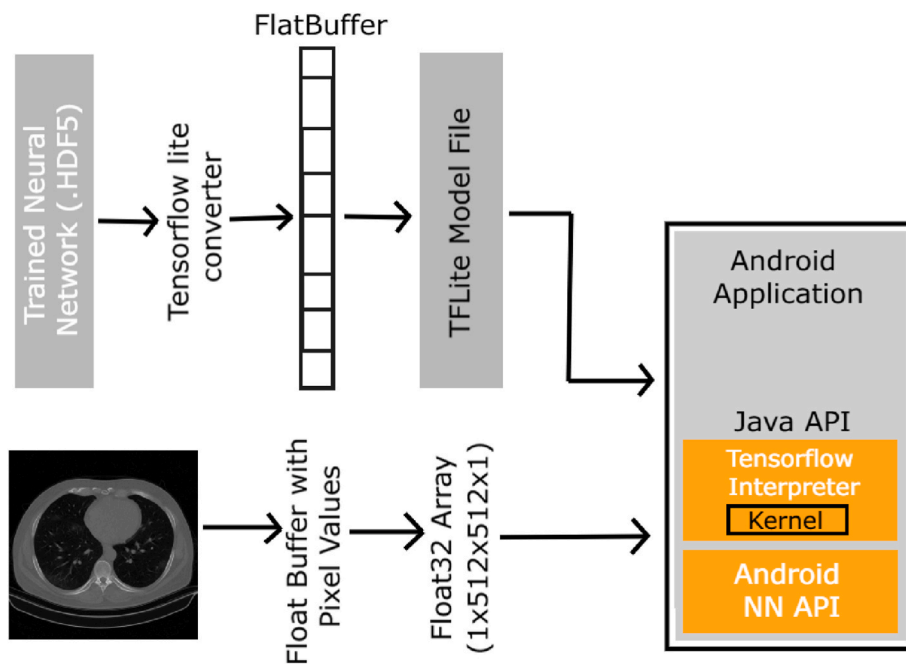 FlatBuffer
Trained Neural
Network (.HDF5)
Tensorflow lite
converter
TFLite Model File
Android
Application
Java API
Tensorflow
Interpreter
Kernel
Android
NN API
Float Buffer with
Pixel Values
Float32 Array
(1x512x512x1)